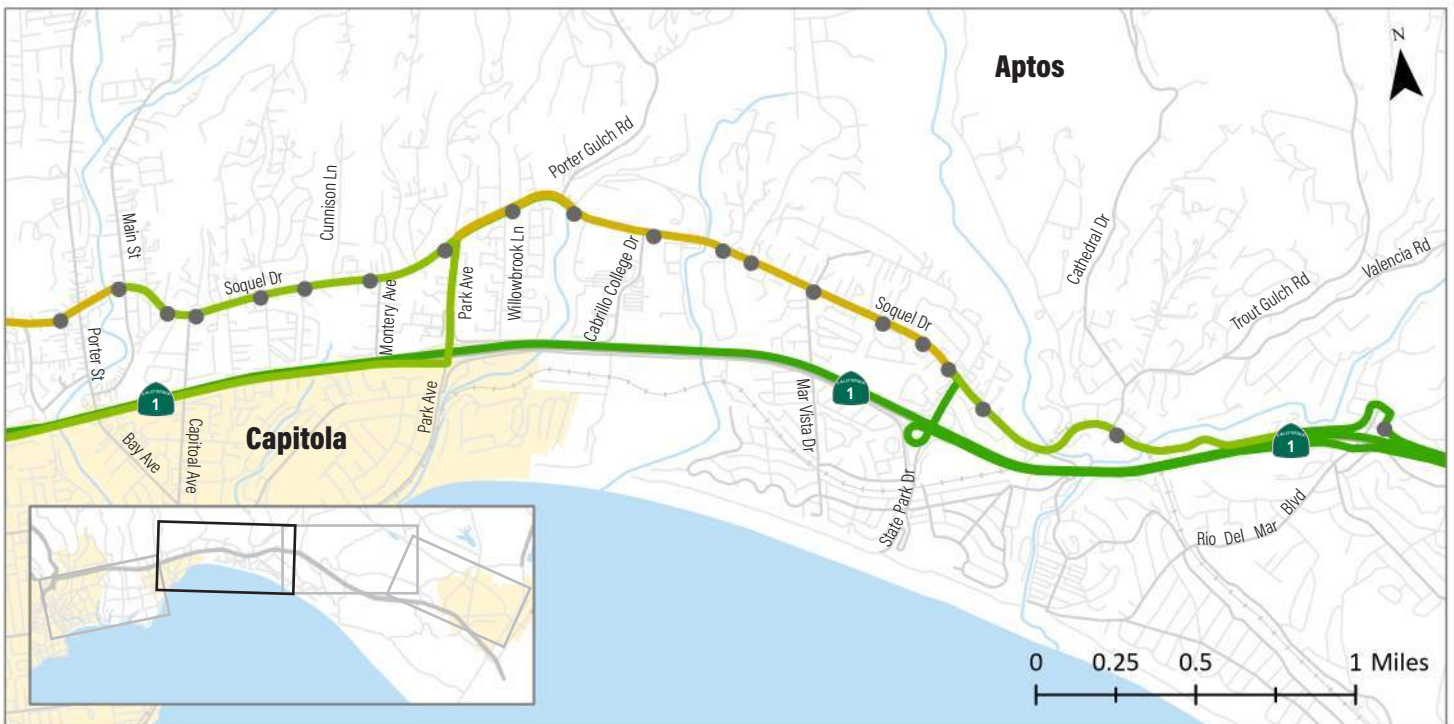 Aptos
N
Porter Gulch Rd
Main St
Cunnison Ln
Soquel Dr
Montery Ave
Park Ave
Willowbrook Ln
Cabrillo College Dr
Soquel Dr
Cathedral Dr
Trout Gulch Rd
Valencia Rd
Porter St
1
1
1
Park Ave
Capitola
Bay Ave
Capitoal Ave
Mar Vista Dr
State Park Dr
Rio Del Mar Blvd
0 0.25 0.5 1 Miles